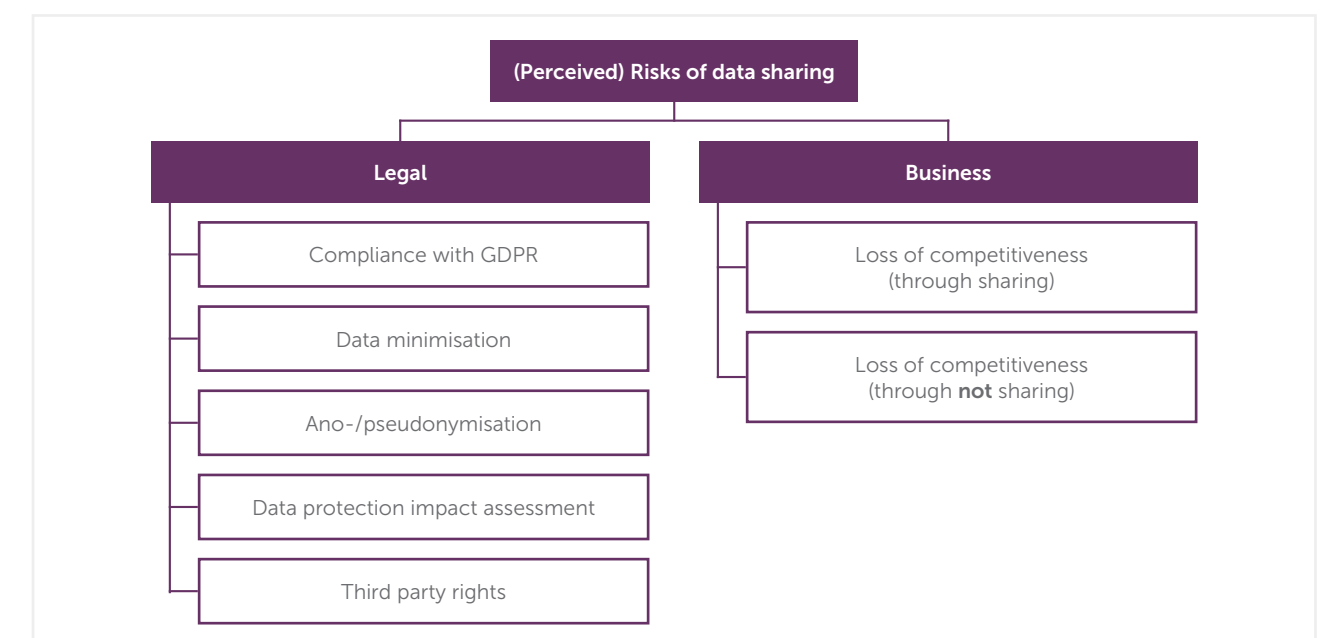 (Perceived) Risks of data sharing
Legal
Compliance with GDPR
Data minimisation
Ano-/pseudonymisation
Data protection impact assessment
Third party rights
Business
Loss of competitiveness
(through sharing)
Loss of competitiveness
(through not sharing)